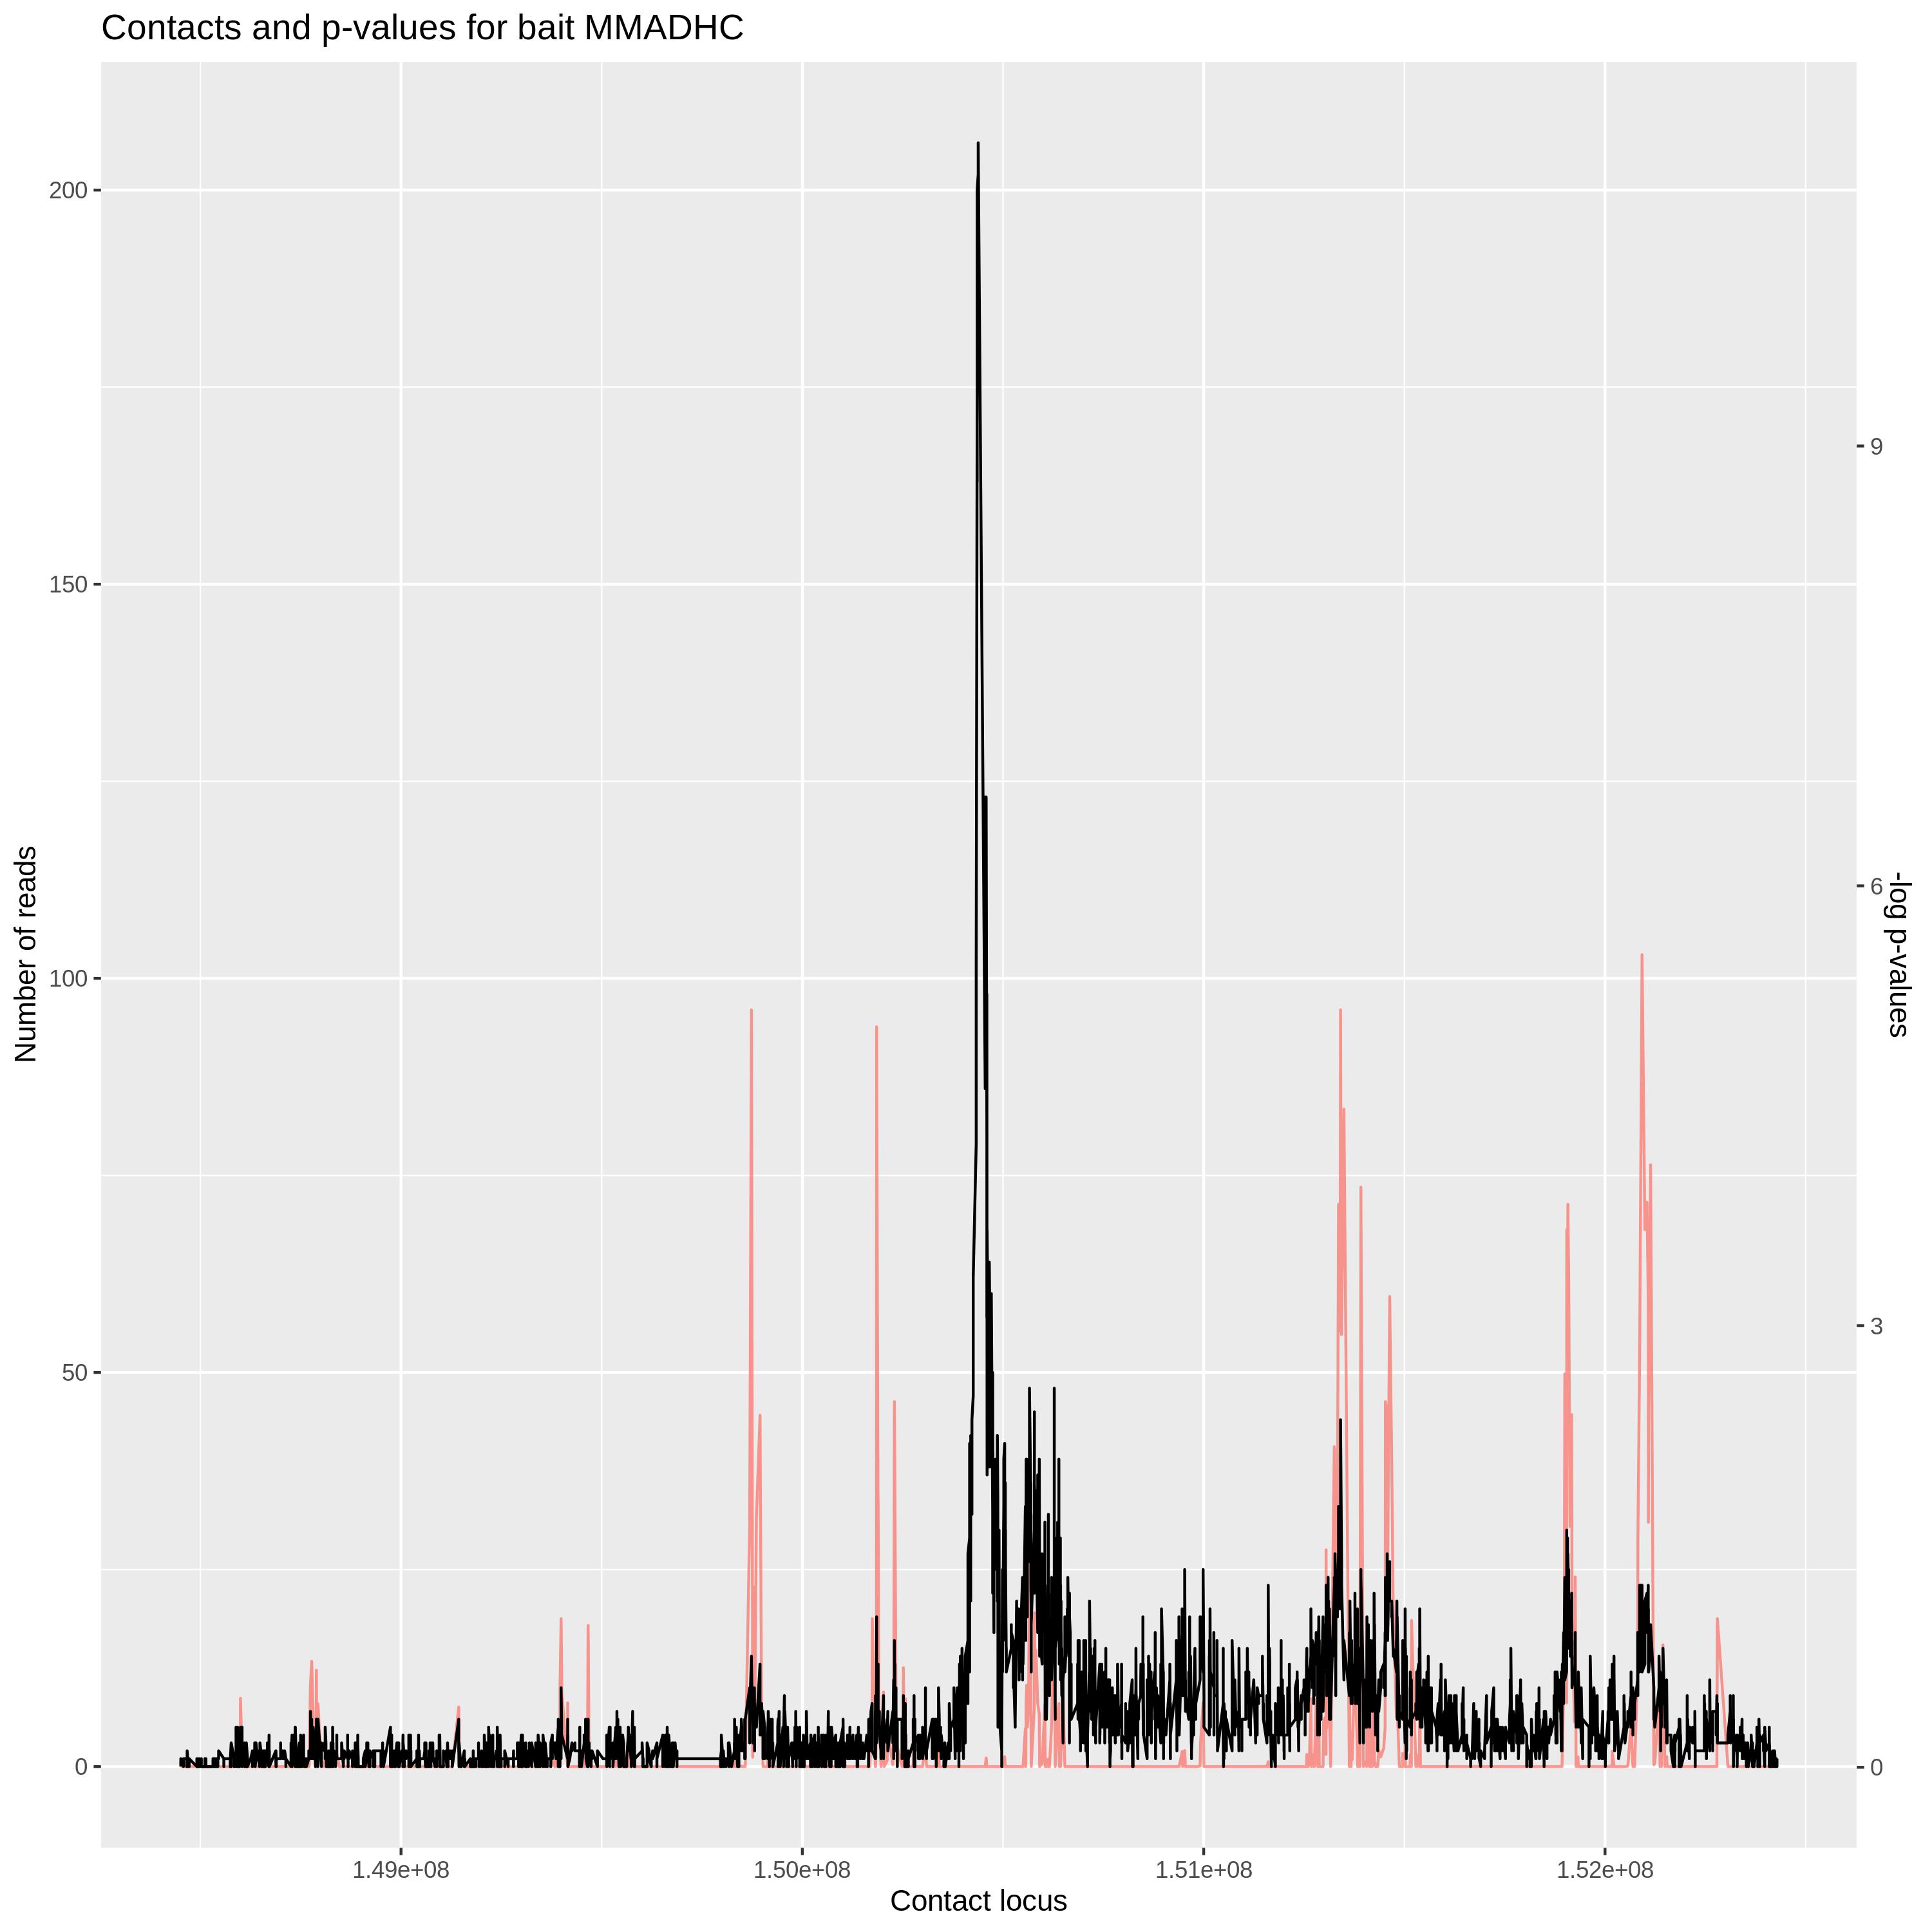 Contacts and p-values for bait MMADHC
200
150
100
50
0
Number of reads
9
6
3
0
-log p-values
1.49e+08
1.50e+08
1.51e+08
1.52e+08
Contact locus